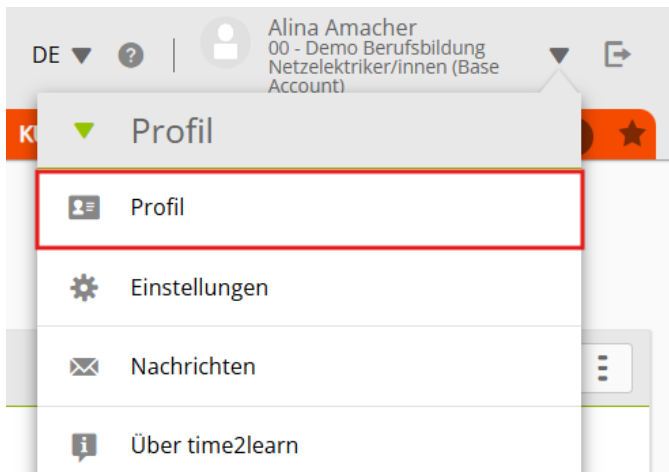 DE
Alina Amacher
00 - Demo Berufsbildung
Netzelektriker/innen (Base
Account)
Profil
Profil
Einstellungen
Nachrichten
Über time2learn